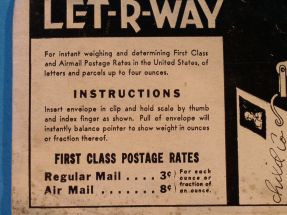 LET-R-WAY
For instant weighing and determining First Class
and Airmail Postage Rates in the United States, of
letters and parcels up to four ounces.
INSTRUCTIONS
Insert envelope in clip and hold scale by thumb
and index finger as shown. Pull of envelope will
instantly balance pointer to show weight in ounces
or fraction thereof.
FIRST CLASS POSTAGE RATES
Regular Mail .... 3¢
Air Mail ....... 8¢
For each
ounce or
fraction of
an ounce.